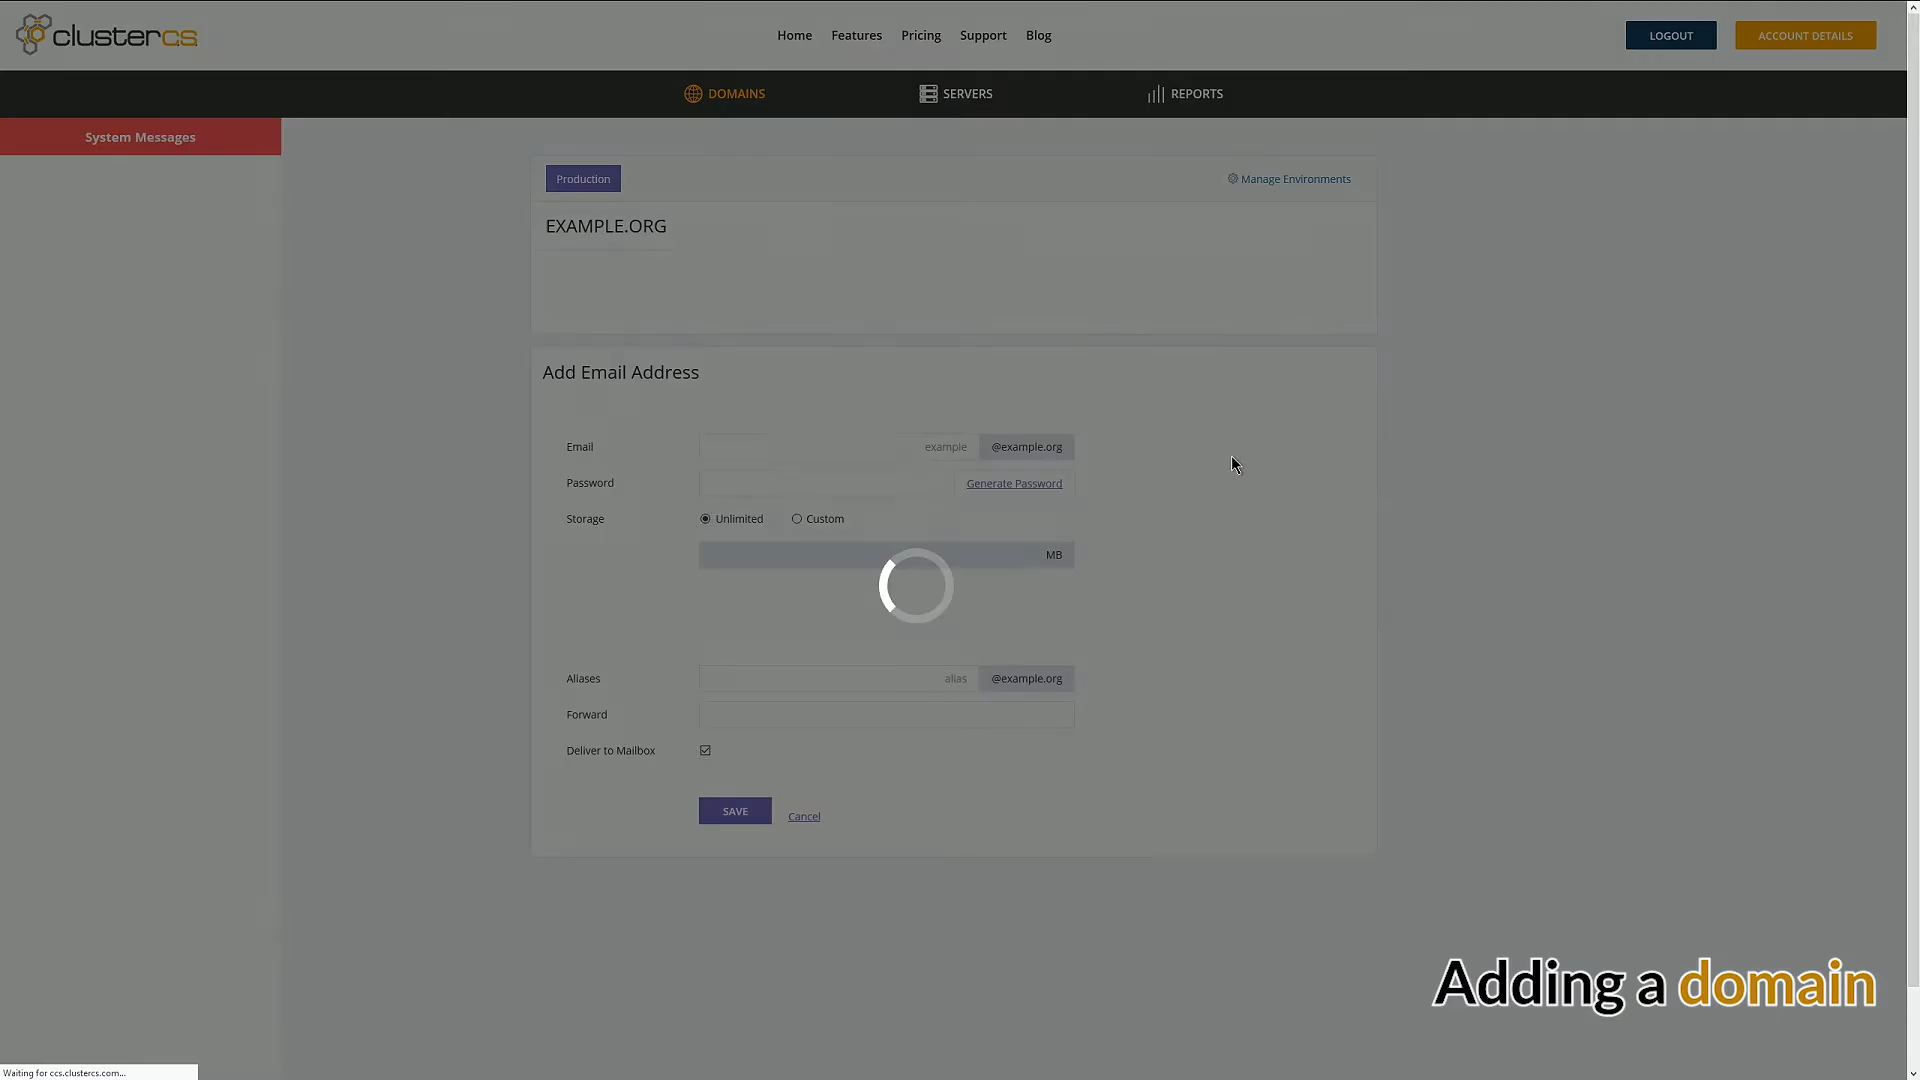 clustercs
Home Features Pricing Support Blog
LOGOUT
ACCOUNT DETAILS
DOMAINS
SERVERS
REPORTS
System Messages
Production
Manage Environments
EXAMPLE.ORG
Add Email Address
Email
example
@example.org
Password
Generate Password
Storage
Unlimited
Custom
MB
Aliases
alias
@example.org
Forward
Deliver to Mailbox
SAVE
Cancel
Adding a domain
Waiting for ccs.clustercs.com...